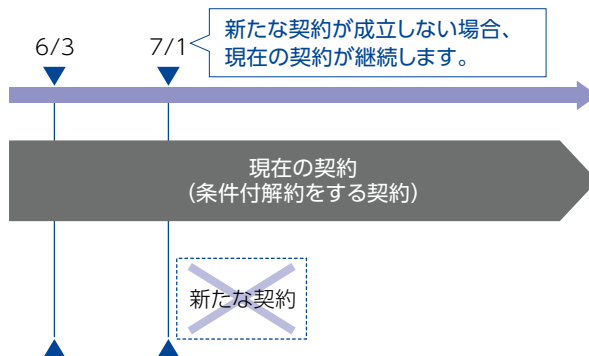 6/3
7/1
新たな契約が成立しない場合、
現在の契約が継続します。
現在の契約
（条件付解約をする契約）
新たな契約